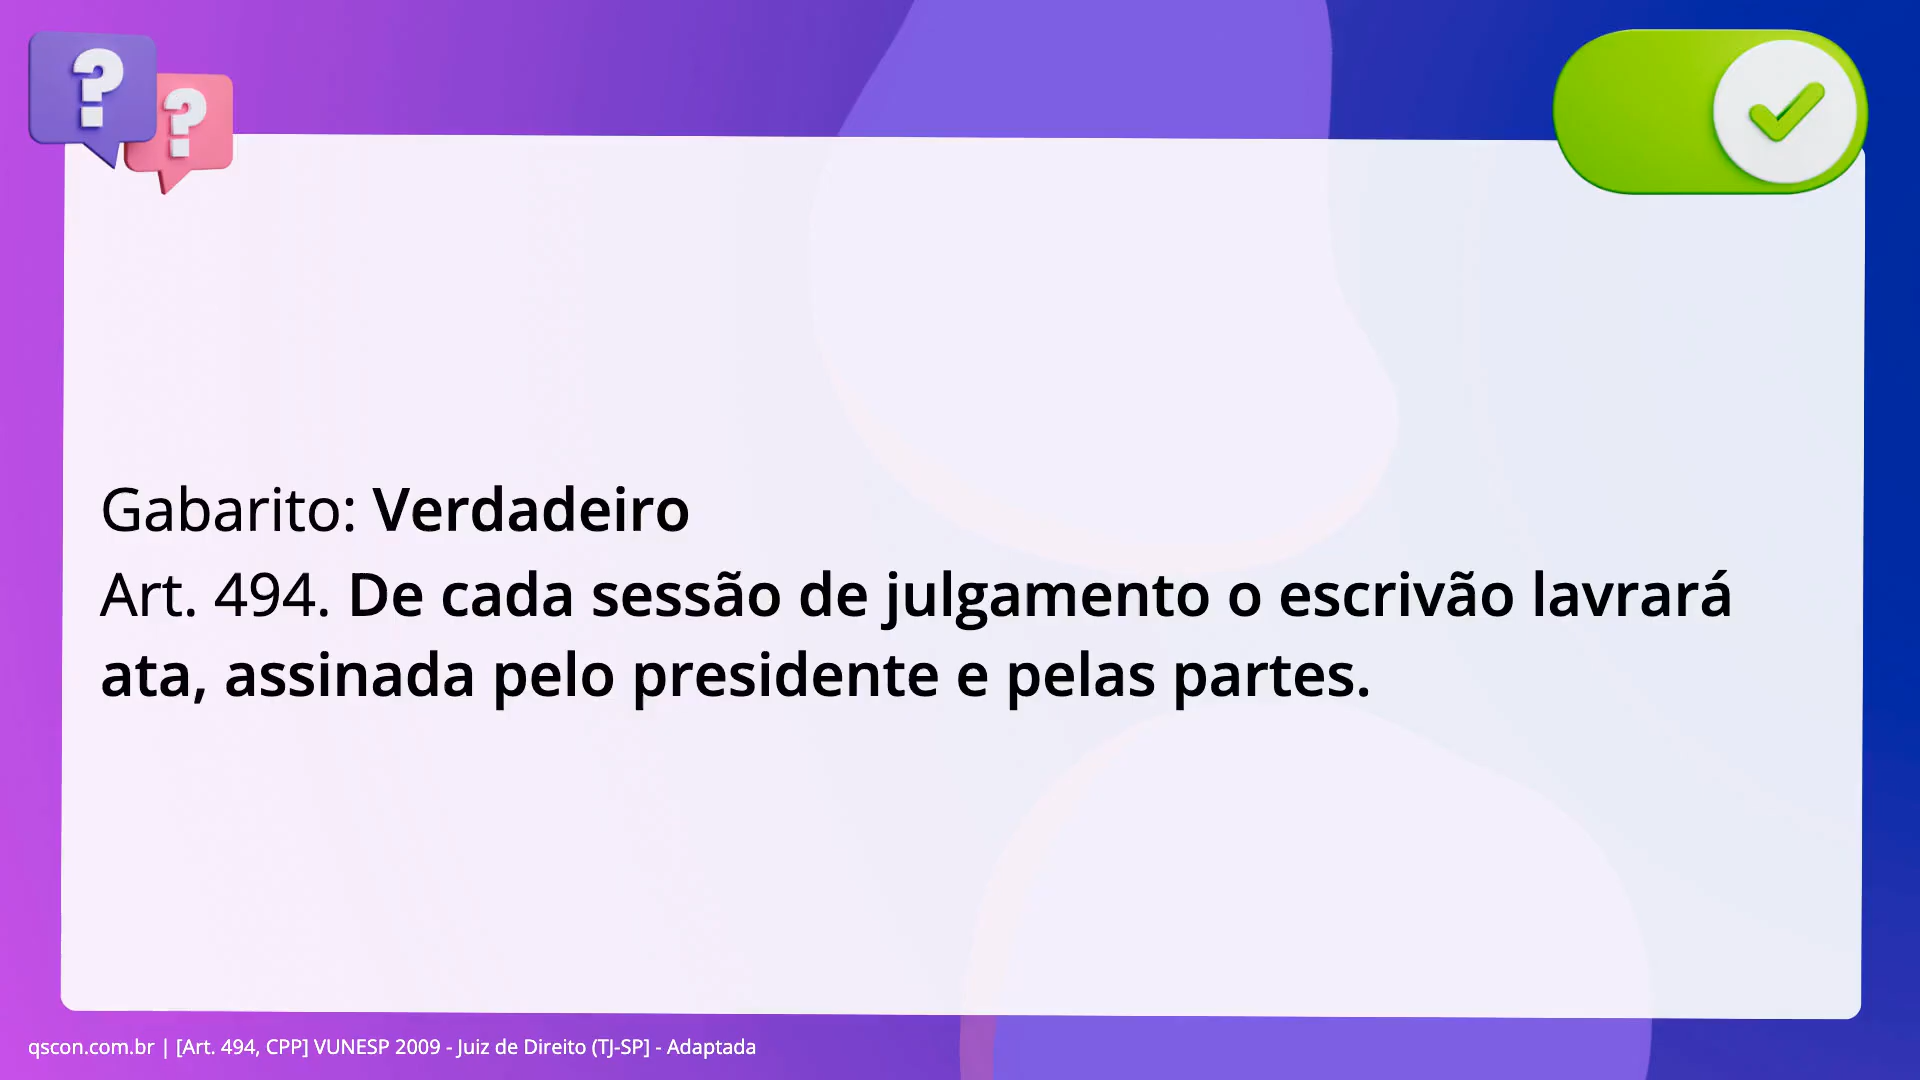 Gabarito: Verdadeiro
Art. 494. De cada sessão de julgamento o escrivão lavrará
ata, assinada pelo presidente e pelas partes.
qscon.com.br | [Art. 494, CPP] VUNESP 2009 - Juiz de Direito (TJ-SP] - Adaptada